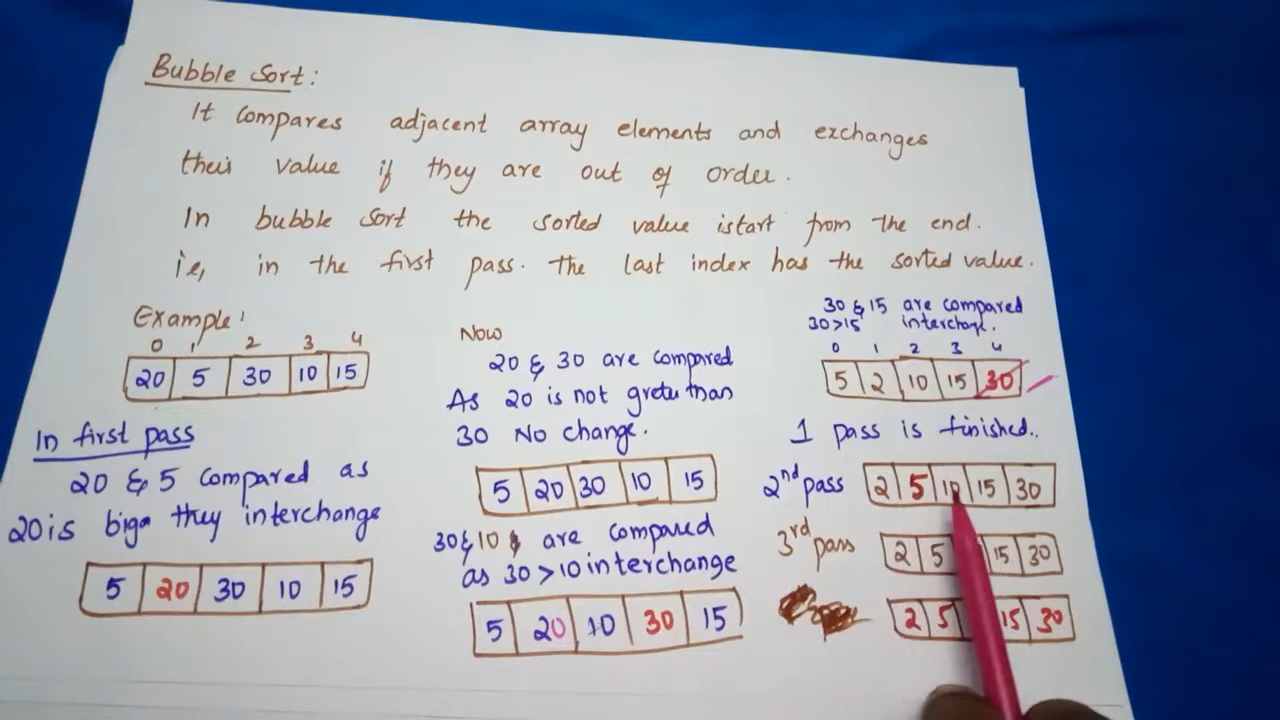 Bubble Sort:
It compares adjacent array elements and exchanges
their value if they are out of order.
In bubble sort the sorted value istart from the end.
i.e, in the first pass. the last index has the sorted value.
Example:
0 1 2 3 4
20 5 30 10 15
In first pass
20 & 5 compared as
20 is biga they interchange
5 20 30 10 15
Now
20 & 30 are compared
As 20 is not gretu than
30 No change.
5 20 30 10 15
30 & 10 are compared
as 30 > 10 interchange
5 20 10 30 15
30 & 15 are compared
30>15 interchange.
0 1 2 3 4
5 2 10 15 30
1 pass is finished..
2nd pass 2 5 10 15 30
3rd pass 2 5 15 30
2 5 15 30